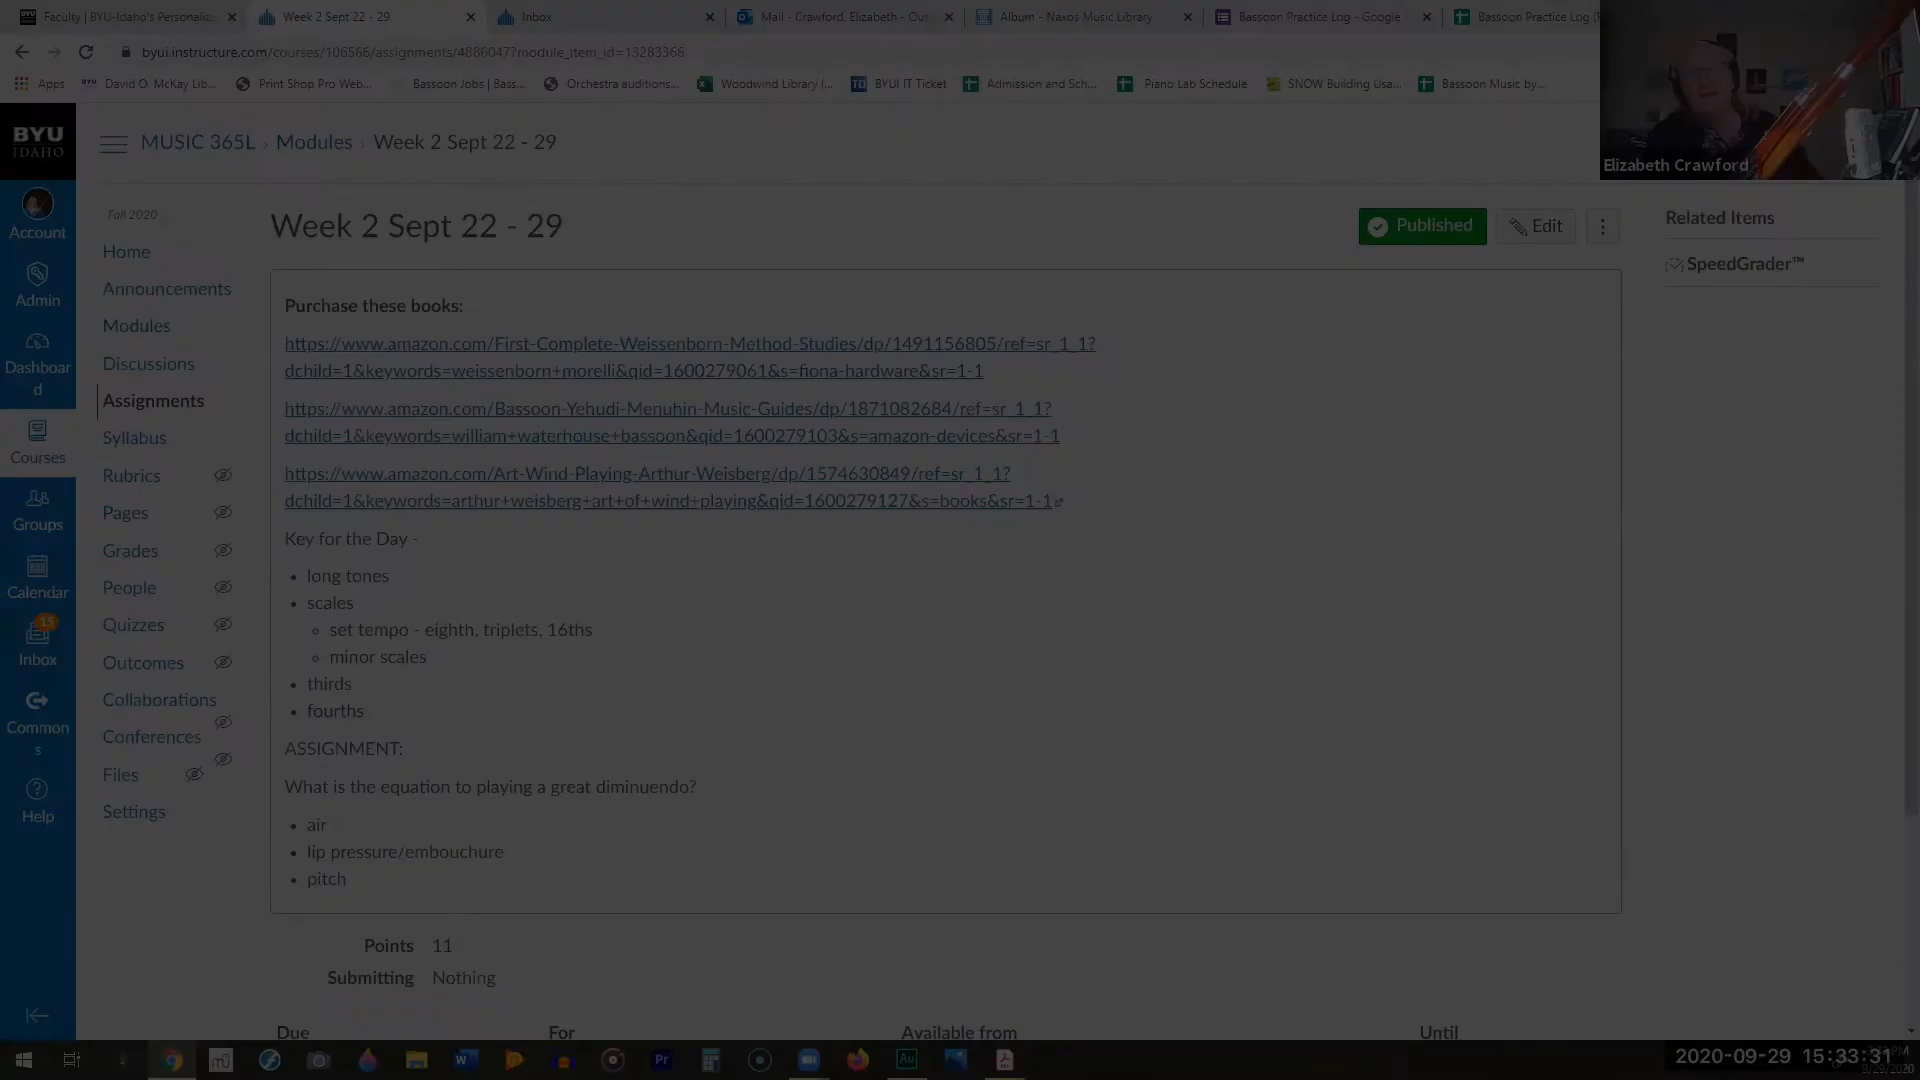 Faculty | BYU-Idaho's Personaliz
Week 2 Sept 22 - 29
Inbox
Mail - Crawford, Elizabeth - Out
Album - Naxos Music Library
Bassoon Practice Log - Google
Bassoon Practice Log (
byui.instructure.com/courses/106566/assignments/4886047?module_item_id=13283366
Apps
David O. McKay Lib...
Print Shop Pro Web...
Bassoon Jobs | Bass...
Orchestra auditions...
Woodwind Library (...
BYUI IT Ticket
Admission and Sch...
Piano Lab Schedule
SNOW Building Usa...
Bassoon Music by...
Elizabeth Crawford
BYU
IDAHO
MUSIC 365L › Modules › Week 2 Sept 22 - 29
Account
Admin
Dashboar
d
Courses
Groups
Calendar
15
Inbox
Common
s
Help
Fall 2020
Home
Announcements
Modules
Discussions
Assignments
Syllabus
Rubrics
Pages
Grades
People
Quizzes
Outcomes
Collaborations
Conferences
Files
Settings
Week 2 Sept 22 - 29
Published
Edit
Related Items
SpeedGrader™
Purchase these books:
https://www.amazon.com/First-Complete-Weissenborn-Method-Studies/dp/1491156805/ref=sr_1_1?
dchild=1&keywords=weissenborn+morelli&qid=1600279061&s=fiona-hardware&sr=1-1
https://www.amazon.com/Bassoon-Yehudi-Menuhin-Music-Guides/dp/1871082684/ref=sr_1_1?
dchild=1&keywords=william+waterhouse+bassoon&qid=1600279103&s=amazon-devices&sr=1-1
https://www.amazon.com/Art-Wind-Playing-Arthur-Weisberg/dp/1574630849/ref=sr_1_1?
dchild=1&keywords=arthur+weisberg+art+of+wind+playing&qid=1600279127&s=books&sr=1-1
Key for the Day -
• long tones
• scales
◦ set tempo - eighth, triplets, 16ths
◦ minor scales
• thirds
• fourths
ASSIGNMENT:
What is the equation to playing a great diminuendo?
• air
• lip pressure/embouchure
• pitch
Points 11
Submitting Nothing
Due For Available from Until
2020-09-29 15:33:31